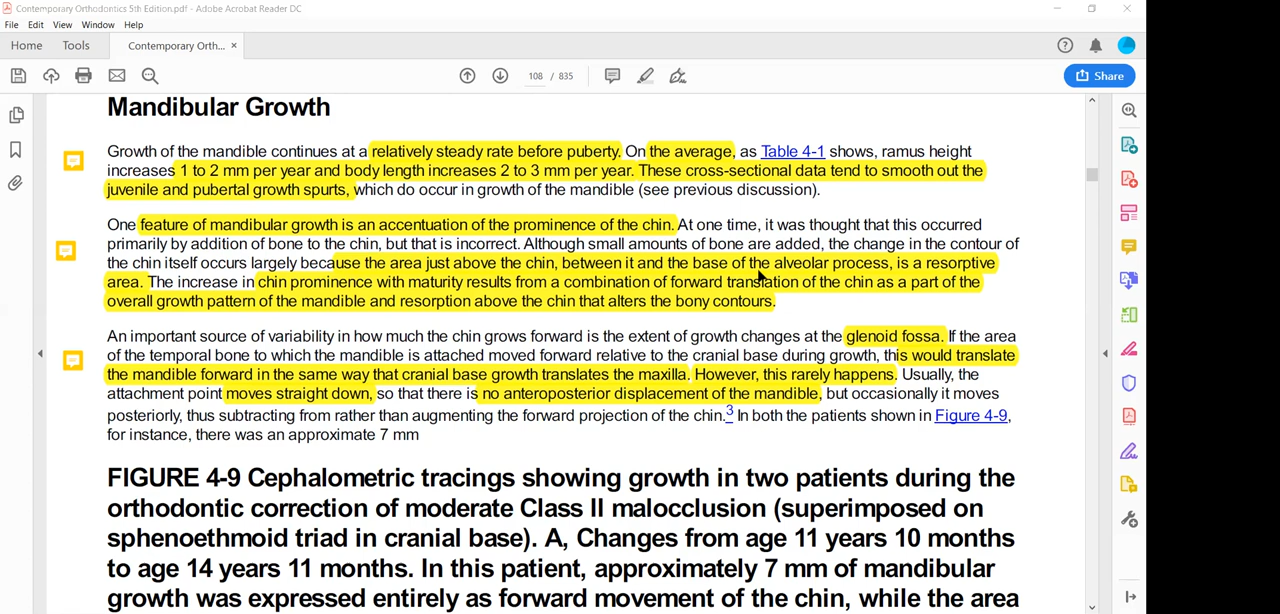 Contemporary Orthodontics 5th Edition.pdf - Adobe Acrobat Reader DC
File Edit View Window Help
Home Tools Contemporary Orth... ×
108 / 835
Share
Mandibular Growth
Growth of the mandible continues at a relatively steady rate before puberty. On the average, as Table 4-1 shows, ramus height
increases 1 to 2 mm per year and body length increases 2 to 3 mm per year. These cross-sectional data tend to smooth out the
juvenile and pubertal growth spurts, which do occur in growth of the mandible (see previous discussion).
One feature of mandibular growth is an accentuation of the prominence of the chin. At one time, it was thought that this occurred
primarily by addition of bone to the chin, but that is incorrect. Although small amounts of bone are added, the change in the contour of
the chin itself occurs largely because the area just above the chin, between it and the base of the alveolar process, is a resorptive
area. The increase in chin prominence with maturity results from a combination of forward translation of the chin as a part of the
overall growth pattern of the mandible and resorption above the chin that alters the bony contours.
An important source of variability in how much the chin grows forward is the extent of growth changes at the glenoid fossa. If the area
of the temporal bone to which the mandible is attached moved forward relative to the cranial base during growth, this would translate
the mandible forward in the same way that cranial base growth translates the maxilla. However, this rarely happens. Usually, the
attachment point moves straight down, so that there is no anteroposterior displacement of the mandible, but occasionally it moves
posteriorly, thus subtracting from rather than augmenting the forward projection of the chin.3 In both the patients shown in Figure 4-9,
for instance, there was an approximate 7 mm
FIGURE 4-9 Cephalometric tracings showing growth in two patients during the
orthodontic correction of moderate Class II malocclusion (superimposed on
sphenoethmoid triad in cranial base). A, Changes from age 11 years 10 months
to age 14 years 11 months. In this patient, approximately 7 mm of mandibular
growth was expressed entirely as forward movement of the chin, while the area